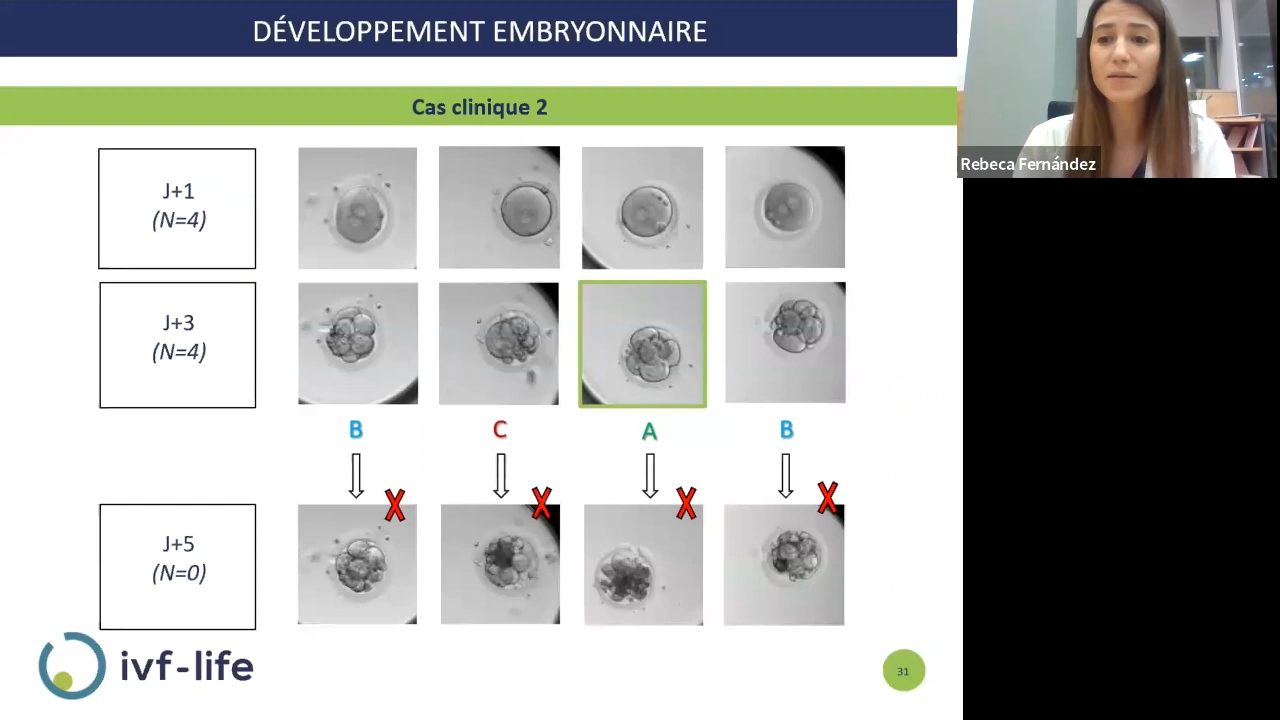 DÉVELOPPEMENT EMBRYONNAIRE
Cas clinique 2
Rebeca Fernández
J+1
(N=4)
J+3
(N=4)
B
C
A
B
X
X
X
X
J+5
(N=0)
ivf-life
31